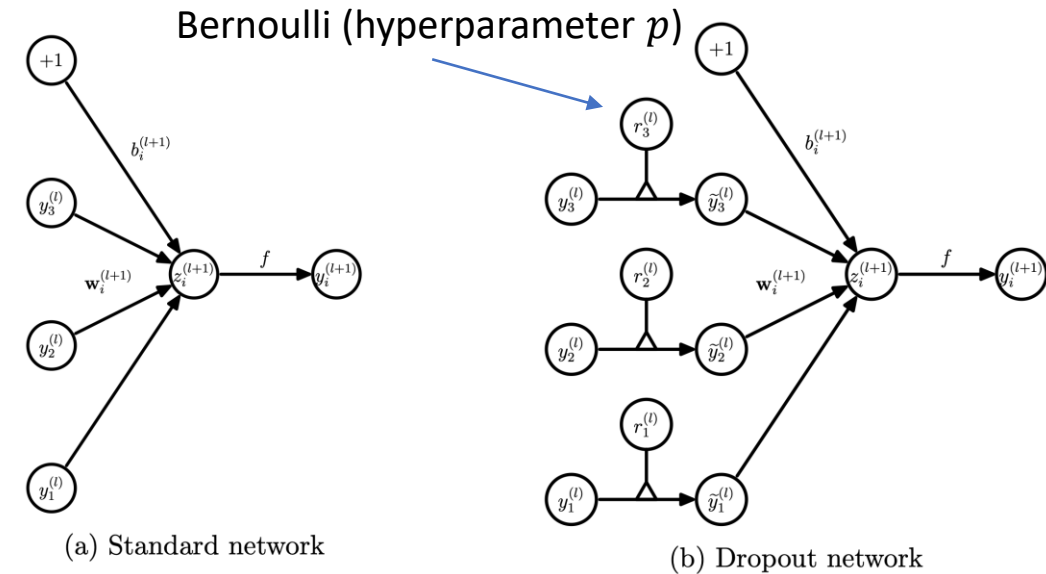 Bernoulli (hyperparameter p)
+1
b_i^{(l+1)}
y_3^{(l)}
w_i^{(l+1)}
z_i^{(l+1)}
f
y_i^{(l+1)}
y_2^{(l)}
y_1^{(l)}
(a) Standard network
+1
r_3^{(l)}
b_i^{(l+1)}
y_3^{(l)}
ỹ_3^{(l)}
r_2^{(l)}
w_i^{(l+1)}
z_i^{(l+1)}
f
y_i^{(l+1)}
y_2^{(l)}
ỹ_2^{(l)}
r_1^{(l)}
y_1^{(l)}
ỹ_1^{(l)}
(b) Dropout network